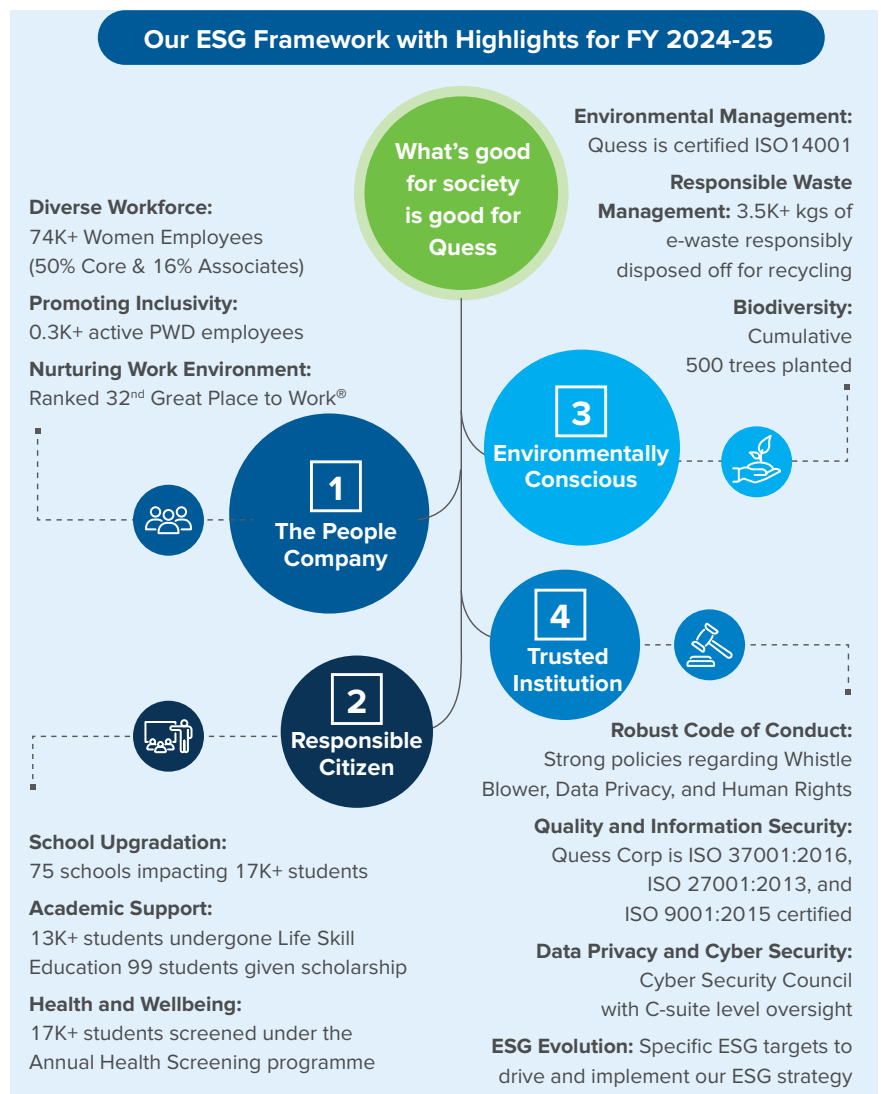 Our ESG Framework with Highlights for FY 2024-25
What's good
for society
is good for
Quess
Diverse Workforce:
74K+ Women Employees
(50% Core & 16% Associates)
Promoting Inclusivity:
0.3K+ active PWD employees
Nurturing Work Environment:
Ranked 32nd Great Place to Work®
1
The People
Company
2
Responsible
Citizen
School Upgradation:
75 schools impacting 17K+ students
Academic Support:
13K+ students undergone Life Skill
Education 99 students given scholarship
Health and Wellbeing:
17K+ students screened under the
Annual Health Screening programme
Environmental Management:
Quess is certified ISO14001
Responsible Waste
Management: 3.5K+ kgs of
e-waste responsibly
disposed off for recycling
Biodiversity:
Cumulative
500 trees planted
3
Environmentally
Conscious
4
Trusted
Institution
Robust Code of Conduct:
Strong policies regarding Whistle
Blower, Data Privacy, and Human Rights
Quality and Information Security:
Quess Corp is ISO 37001:2016,
ISO 27001:2013, and
ISO 9001:2015 certified
Data Privacy and Cyber Security:
Cyber Security Council
with C-suite level oversight
ESG Evolution: Specific ESG targets to
drive and implement our ESG strategy